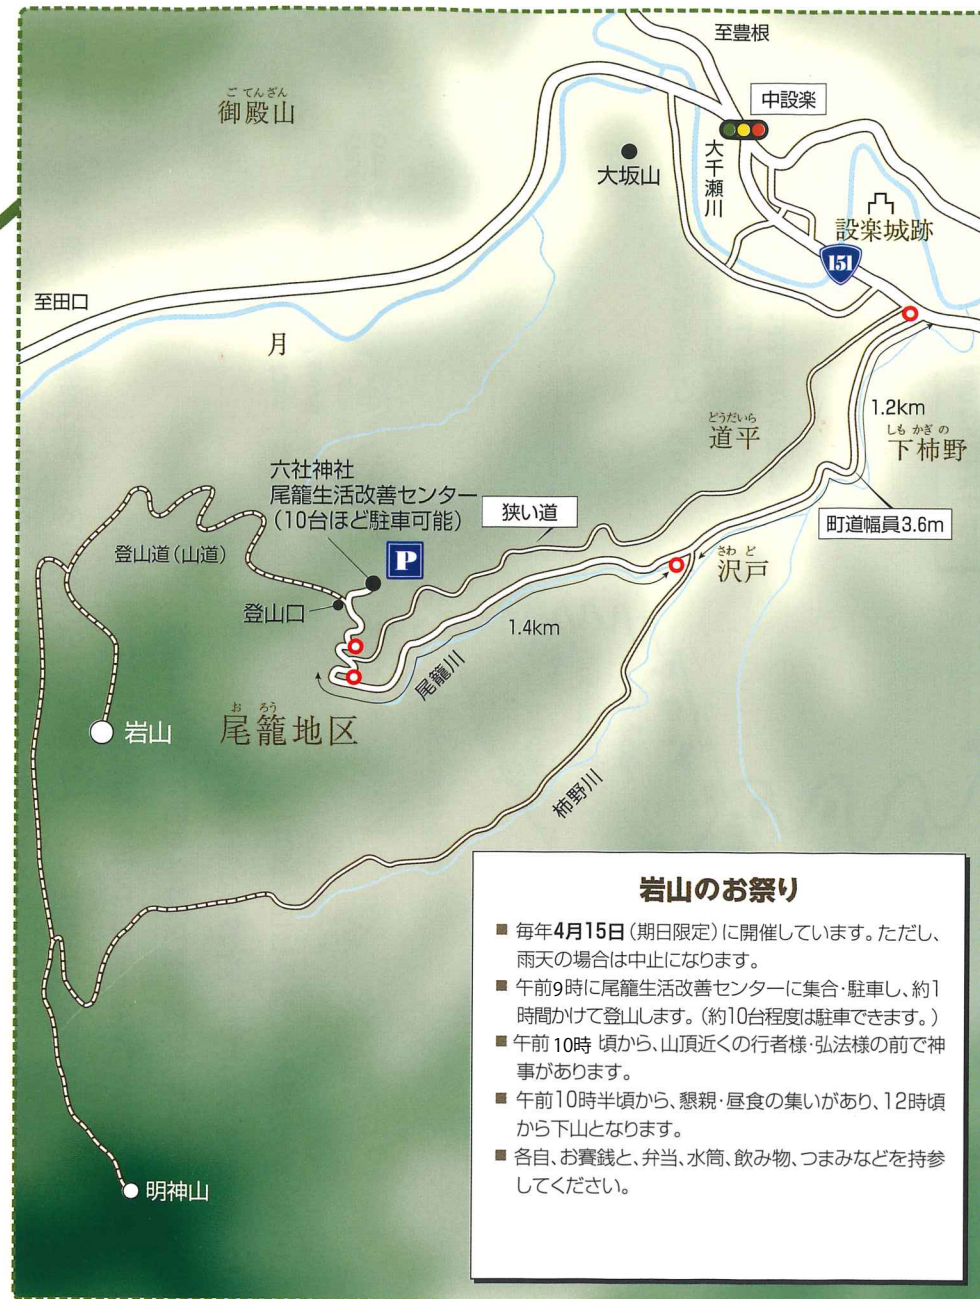 至豊根
ごてんざん
御殿山
中設楽
大坂山
大千瀬川
設楽城跡
151
至田口
月
1.2km
どうだいら
道平
しもかぎの
下柿野
六社神社
尾籠生活改善センター
(10台ほど駐車可能)
狭い道
町道幅員3.6m
登山道(山道)
P
さわど
沢戸
登山口
1.4km
尾籠川
おろう
尾籠地区
岩山
柿野川
明神山
岩山のお祭り
■ 毎年4月15日(期日限定)に開催しています。ただし、
雨天の場合は中止になります。
■ 午前9時に尾籠生活改善センターに集合・駐車し、約1
時間かけて登山します。(約10台程度は駐車できます。)
■ 午前10時 頃から、山頂近くの行者様・弘法様の前で神
事があります。
■ 午前10時半頃から、懇親・昼食の集いがあり、12時頃
から下山となります。
■ 各自、お賽銭と、弁当、水筒、飲み物、つまみなどを持参
してください。